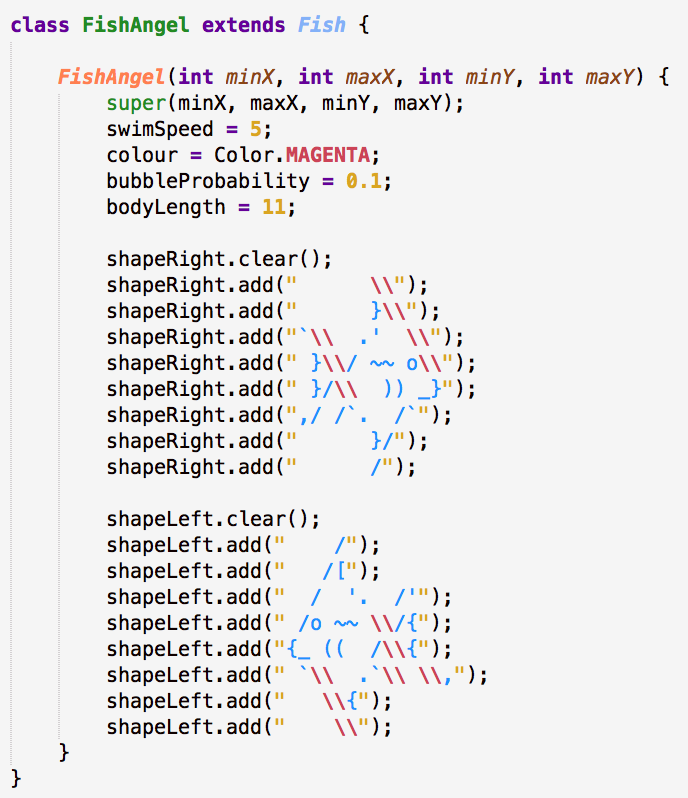 class FishAngel extends Fish {

    FishAngel(int minX, int maxX, int minY, int maxY) {
        super(minX, maxX, minY, maxY);
        swimSpeed = 5;
        colour = Color.MAGENTA;
        bubbleProbability = 0.1;
        bodyLength = 11;

        shapeRight.clear();
        shapeRight.add("      \\");
        shapeRight.add("      }\\");
        shapeRight.add("`\\  .'  \\");
        shapeRight.add(" }\\/ ~~ o\\");
        shapeRight.add(" }/\\  )) _}");
        shapeRight.add(",/ /`.  /`");
        shapeRight.add("      }/");
        shapeRight.add("      /");

        shapeLeft.clear();
        shapeLeft.add("    /");
        shapeLeft.add("   /[");
        shapeLeft.add("  /  '.  /'");
        shapeLeft.add(" /o ~~ \\/{");
        shapeLeft.add("{_ ((  /\\{");
        shapeLeft.add(" `\\  .`\\ \\,");
        shapeLeft.add("   \\{");
        shapeLeft.add("    \\");
    }
}